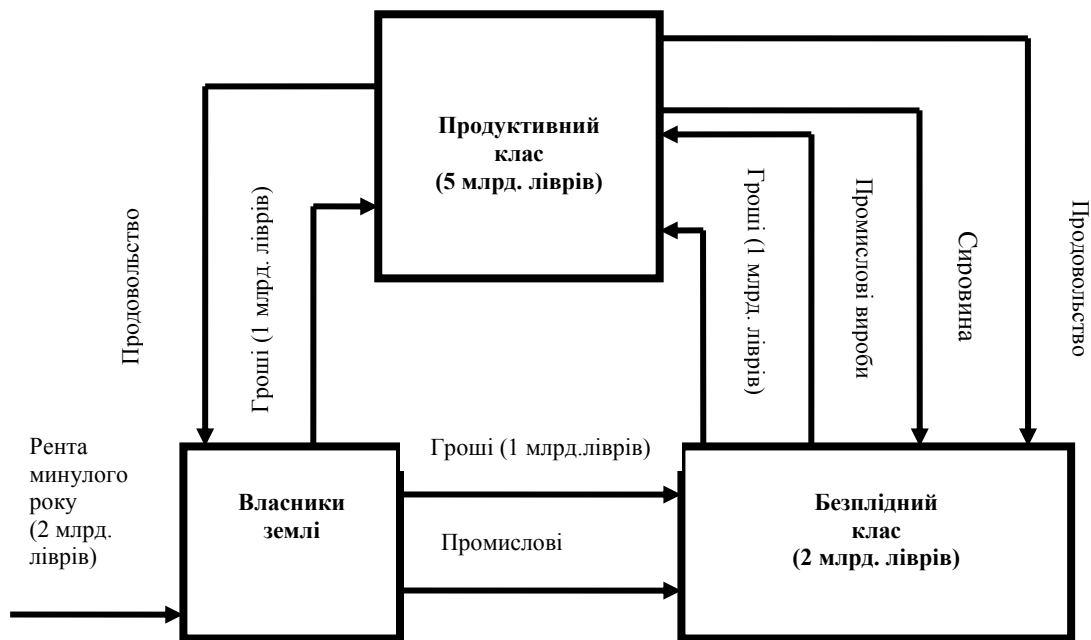 Продуктивний
клас
(5 млрд. ліврів)
Продовольство
Гроші (1 млрд. ліврів)
Гроші (1 млрд.
ліврів)
Промислові вироби
Сировина
Продовольство
Рента
минулого
року
(2 млрд.
ліврів)
Власники
землі
Гроші (1 млрд.ліврів)
Промислові
Безплідний
клас
(2 млрд. ліврів)